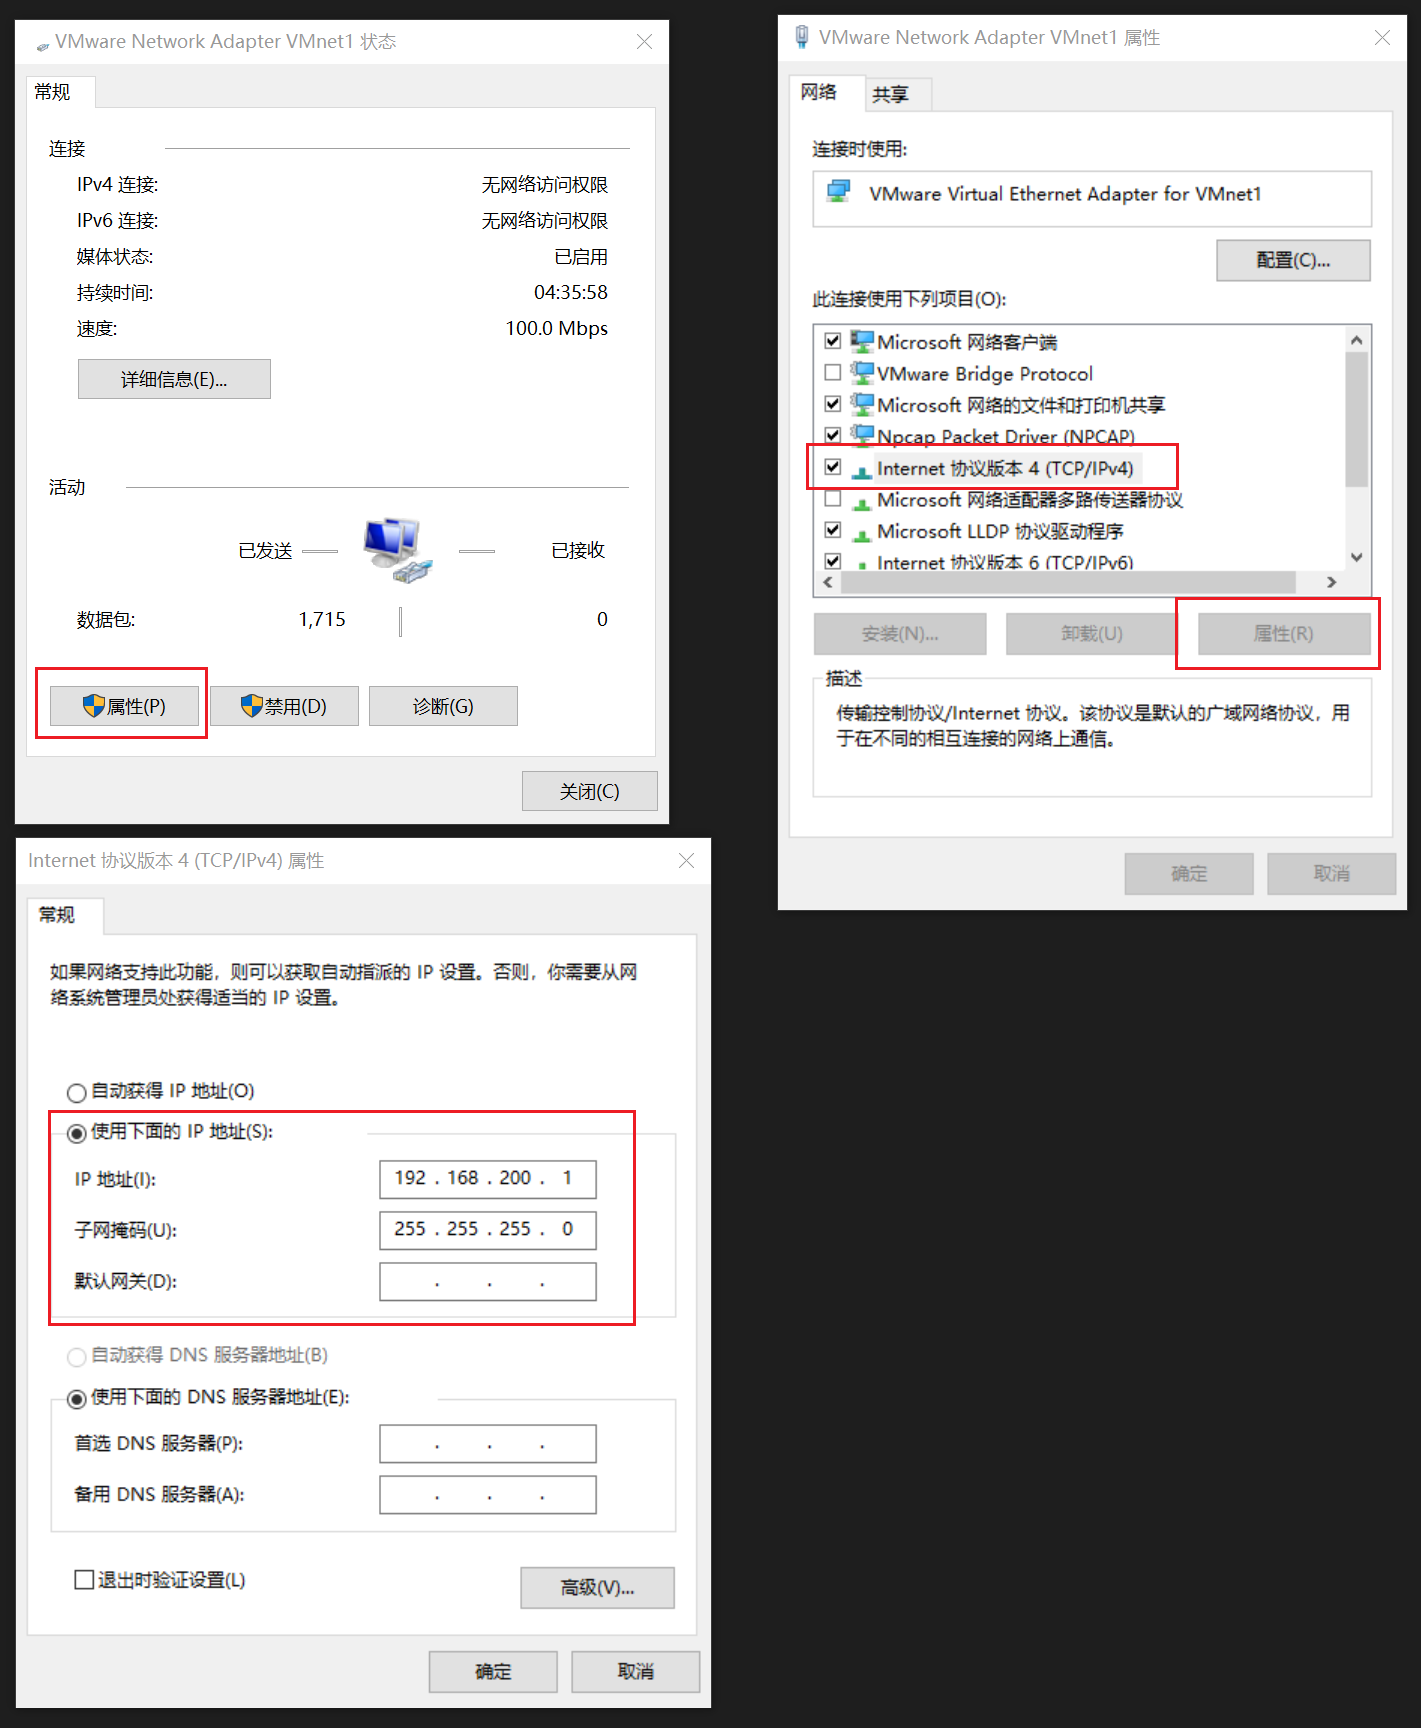 VMware Network Adapter VMnet1 状态
常规
连接
IPv4 连接: 无网络访问权限
IPv6 连接: 无网络访问权限
媒体状态: 已启用
持续时间: 04:35:58
速度: 100.0 Mbps
详细信息(E)...
活动
已发送 已接收
数据包: 1,715 0
属性(P) 禁用(D) 诊断(G)
关闭(C)
VMware Network Adapter VMnet1 属性
网络 共享
连接时使用:
VMware Virtual Ethernet Adapter for VMnet1
配置(C)...
此连接使用下列项目(O):
Microsoft 网络客户端
VMware Bridge Protocol
Microsoft 网络的文件和打印机共享
Npcap Packet Driver (NPCAP)
Internet 协议版本 4 (TCP/IPv4)
Microsoft 网络适配器多路传送器协议
Microsoft LLDP 协议驱动程序
Internet 协议版本 6 (TCP/IPv6)
安装(N)... 卸载(U) 属性(R)
描述
传输控制协议/Internet 协议。该协议是默认的广域网络协议，用
于在不同的相互连接的网络上通信。
确定 取消
Internet 协议版本 4 (TCP/IPv4) 属性
常规
如果网络支持此功能，则可以获取自动指派的 IP 设置。否则，你需要从网
络系统管理员处获得适当的 IP 设置。
自动获得 IP 地址(O)
使用下面的 IP 地址(S):
IP 地址(I): 192 . 168 . 200 . 1
子网掩码(U): 255 . 255 . 255 . 0
默认网关(D): . . .
自动获得 DNS 服务器地址(B)
使用下面的 DNS 服务器地址(E):
首选 DNS 服务器(P): . . .
备用 DNS 服务器(A): . . .
退出时验证设置(L)
高级(V)...
确定 取消